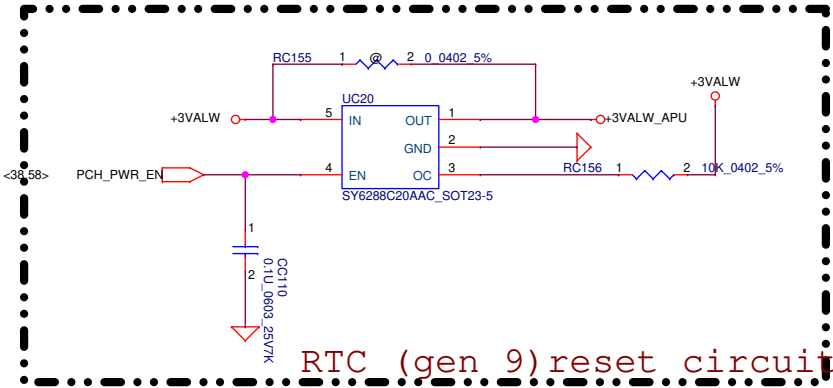 RC155 1 @ 2 0_0402_5%
+3VALW
UC20
+3VALW 5 IN OUT 1 +3VALW_APU
GND 2
<38,58> PCH_PWR_EN 4 EN OC 3 RC156 1 2 10K_0402_5%
SY6288C20AAC_SOT23-5
1
2
CC110
0.1U_0603_25V7K
RTC (gen 9)reset circuit